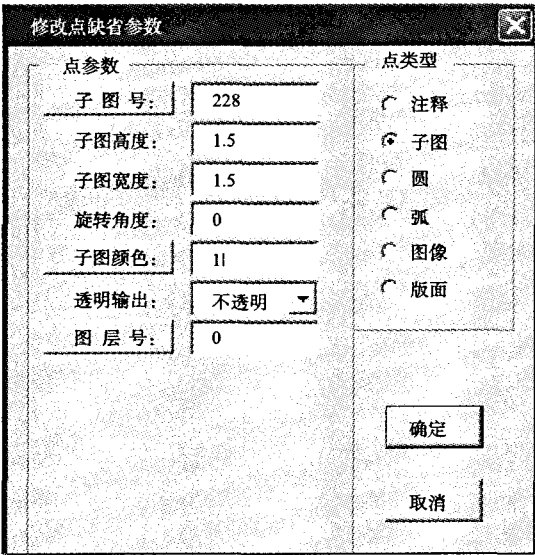 修改点缺省参数
点参数
子 图 号: 228
子图高度: 1.5
子图宽度: 1.5
旋转角度: 0
子图颜色: 1
透明输出: 不透明
图 层 号: 0
点类型
注释
子图
圆
弧
图像
版面
确定
取消